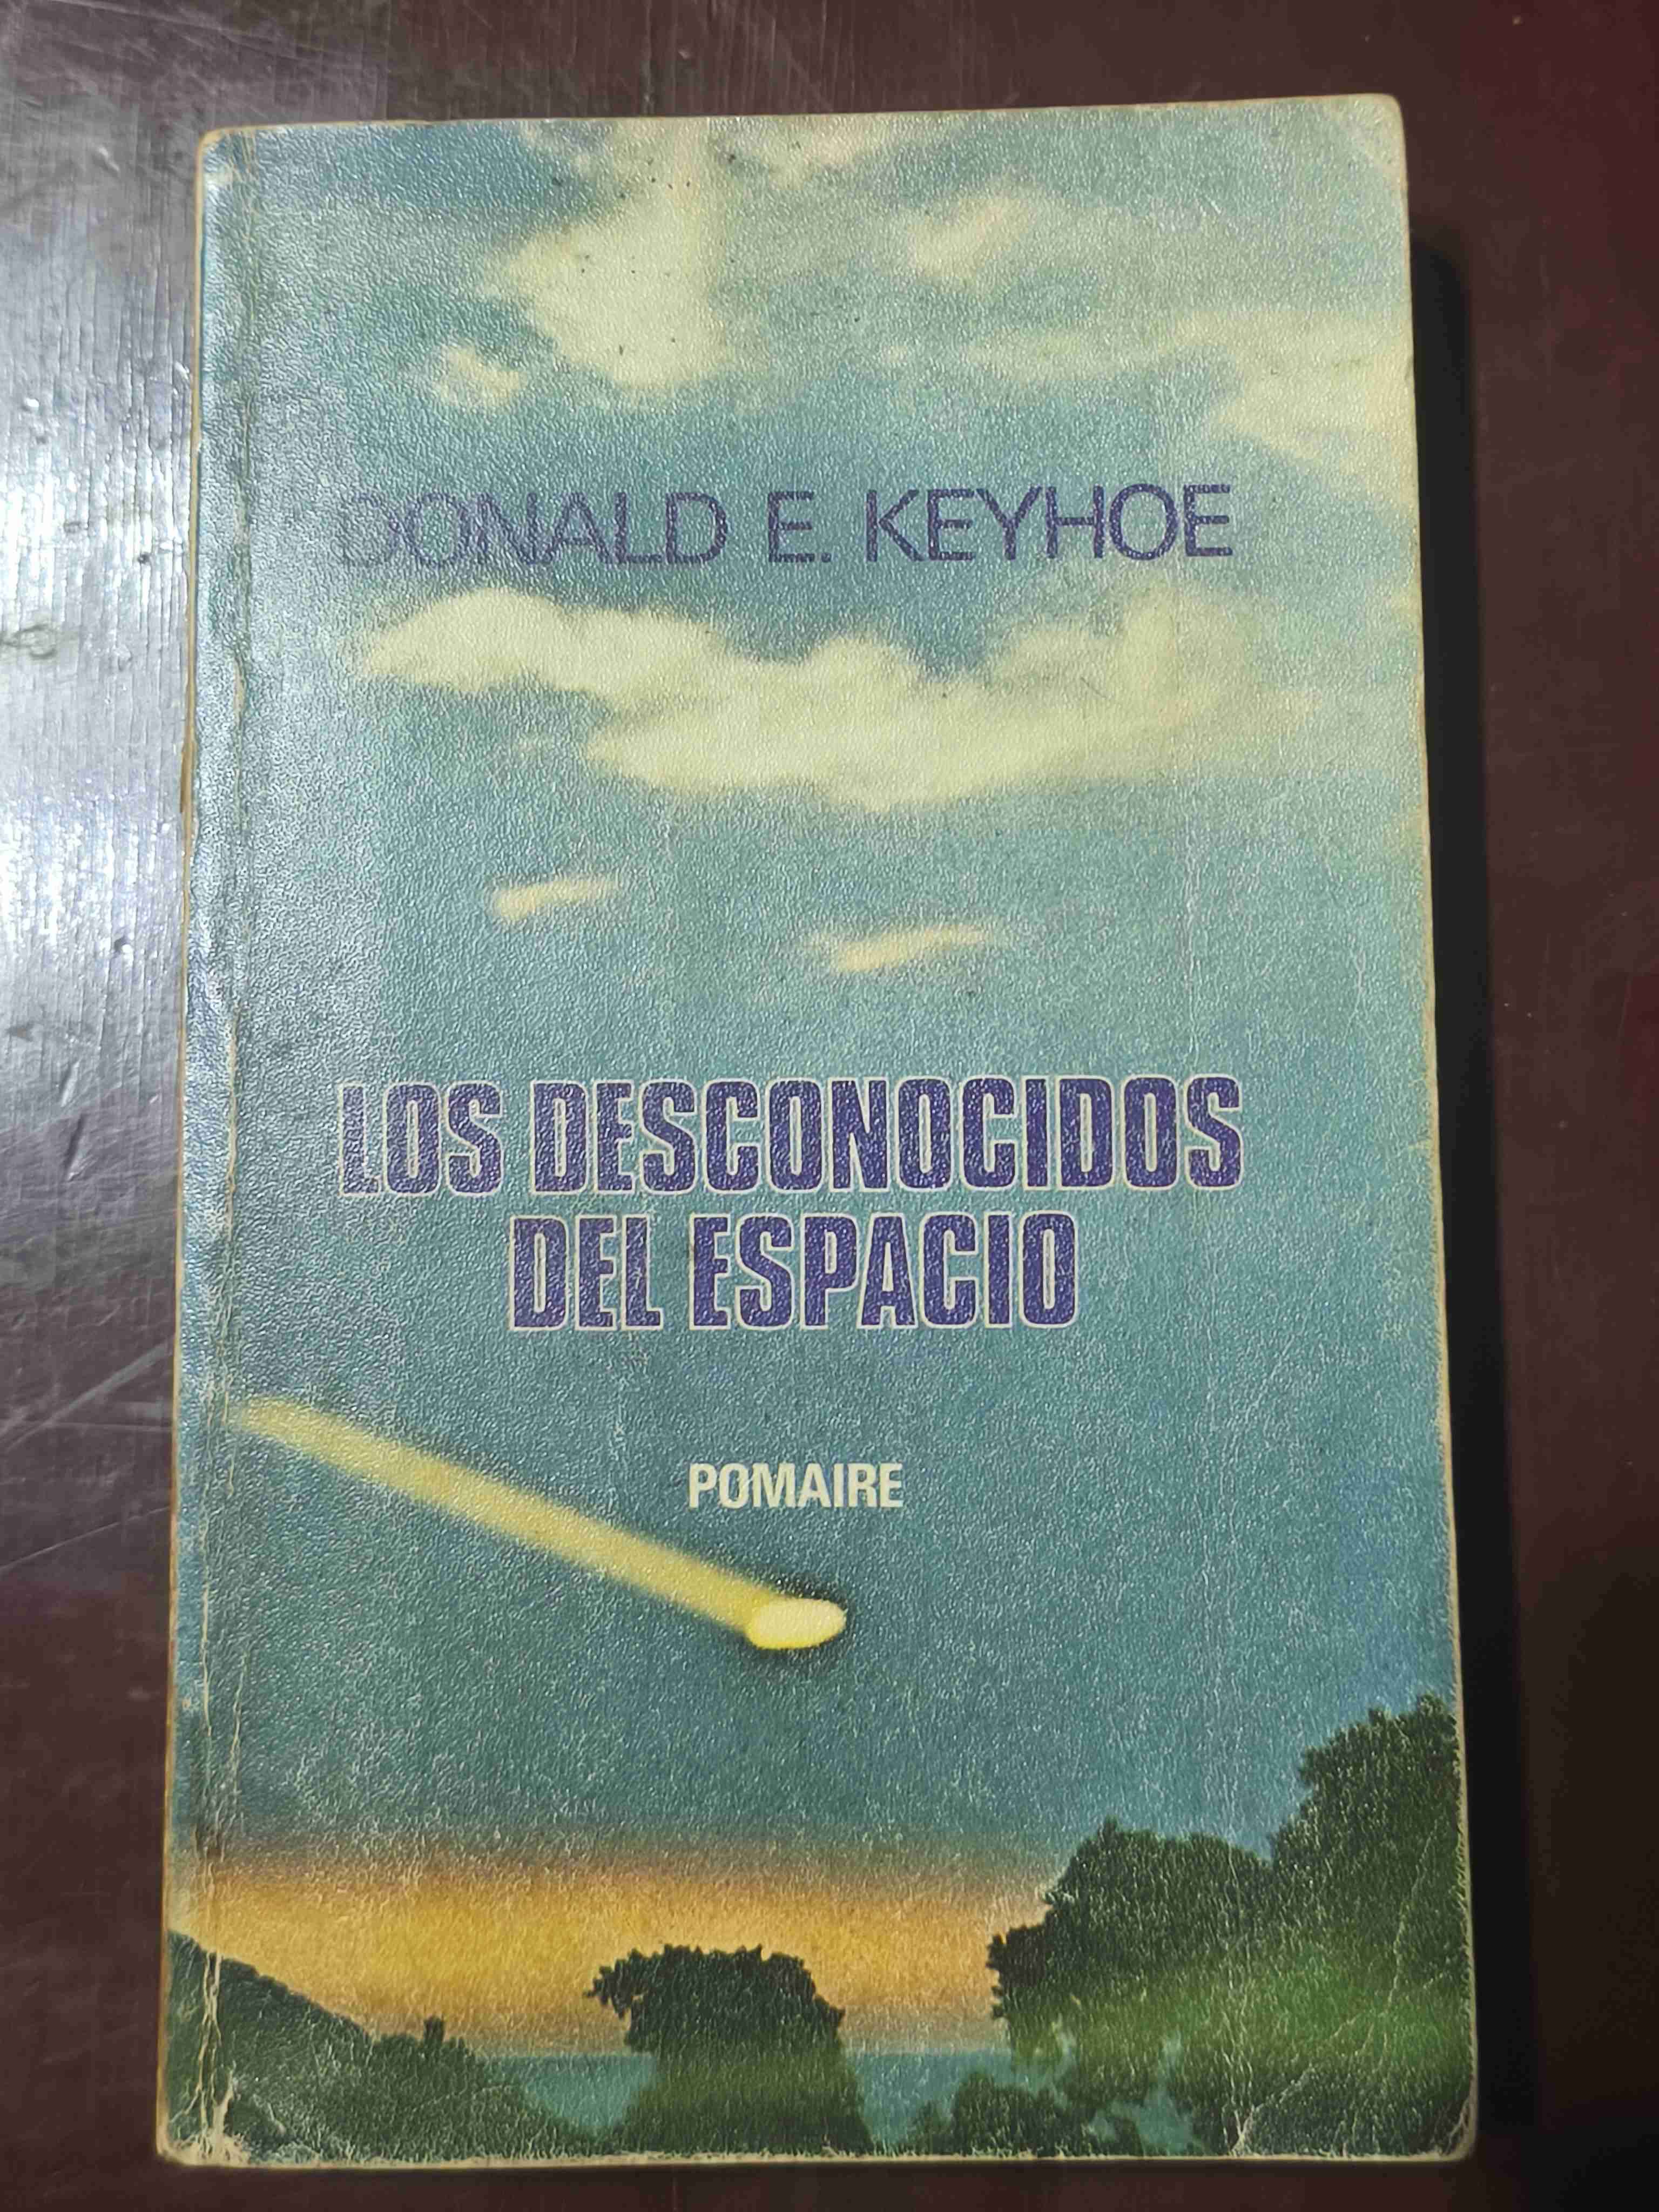 DONALD E. KEYHOE
LOS DESCONOCIDOS
DEL ESPACIO
POMAIRE